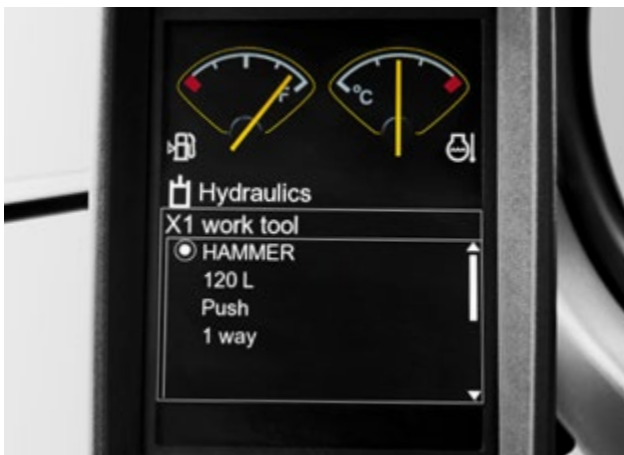 F
°C
Hydraulics
X1 work tool
HAMMER
120 L
Push
1 way